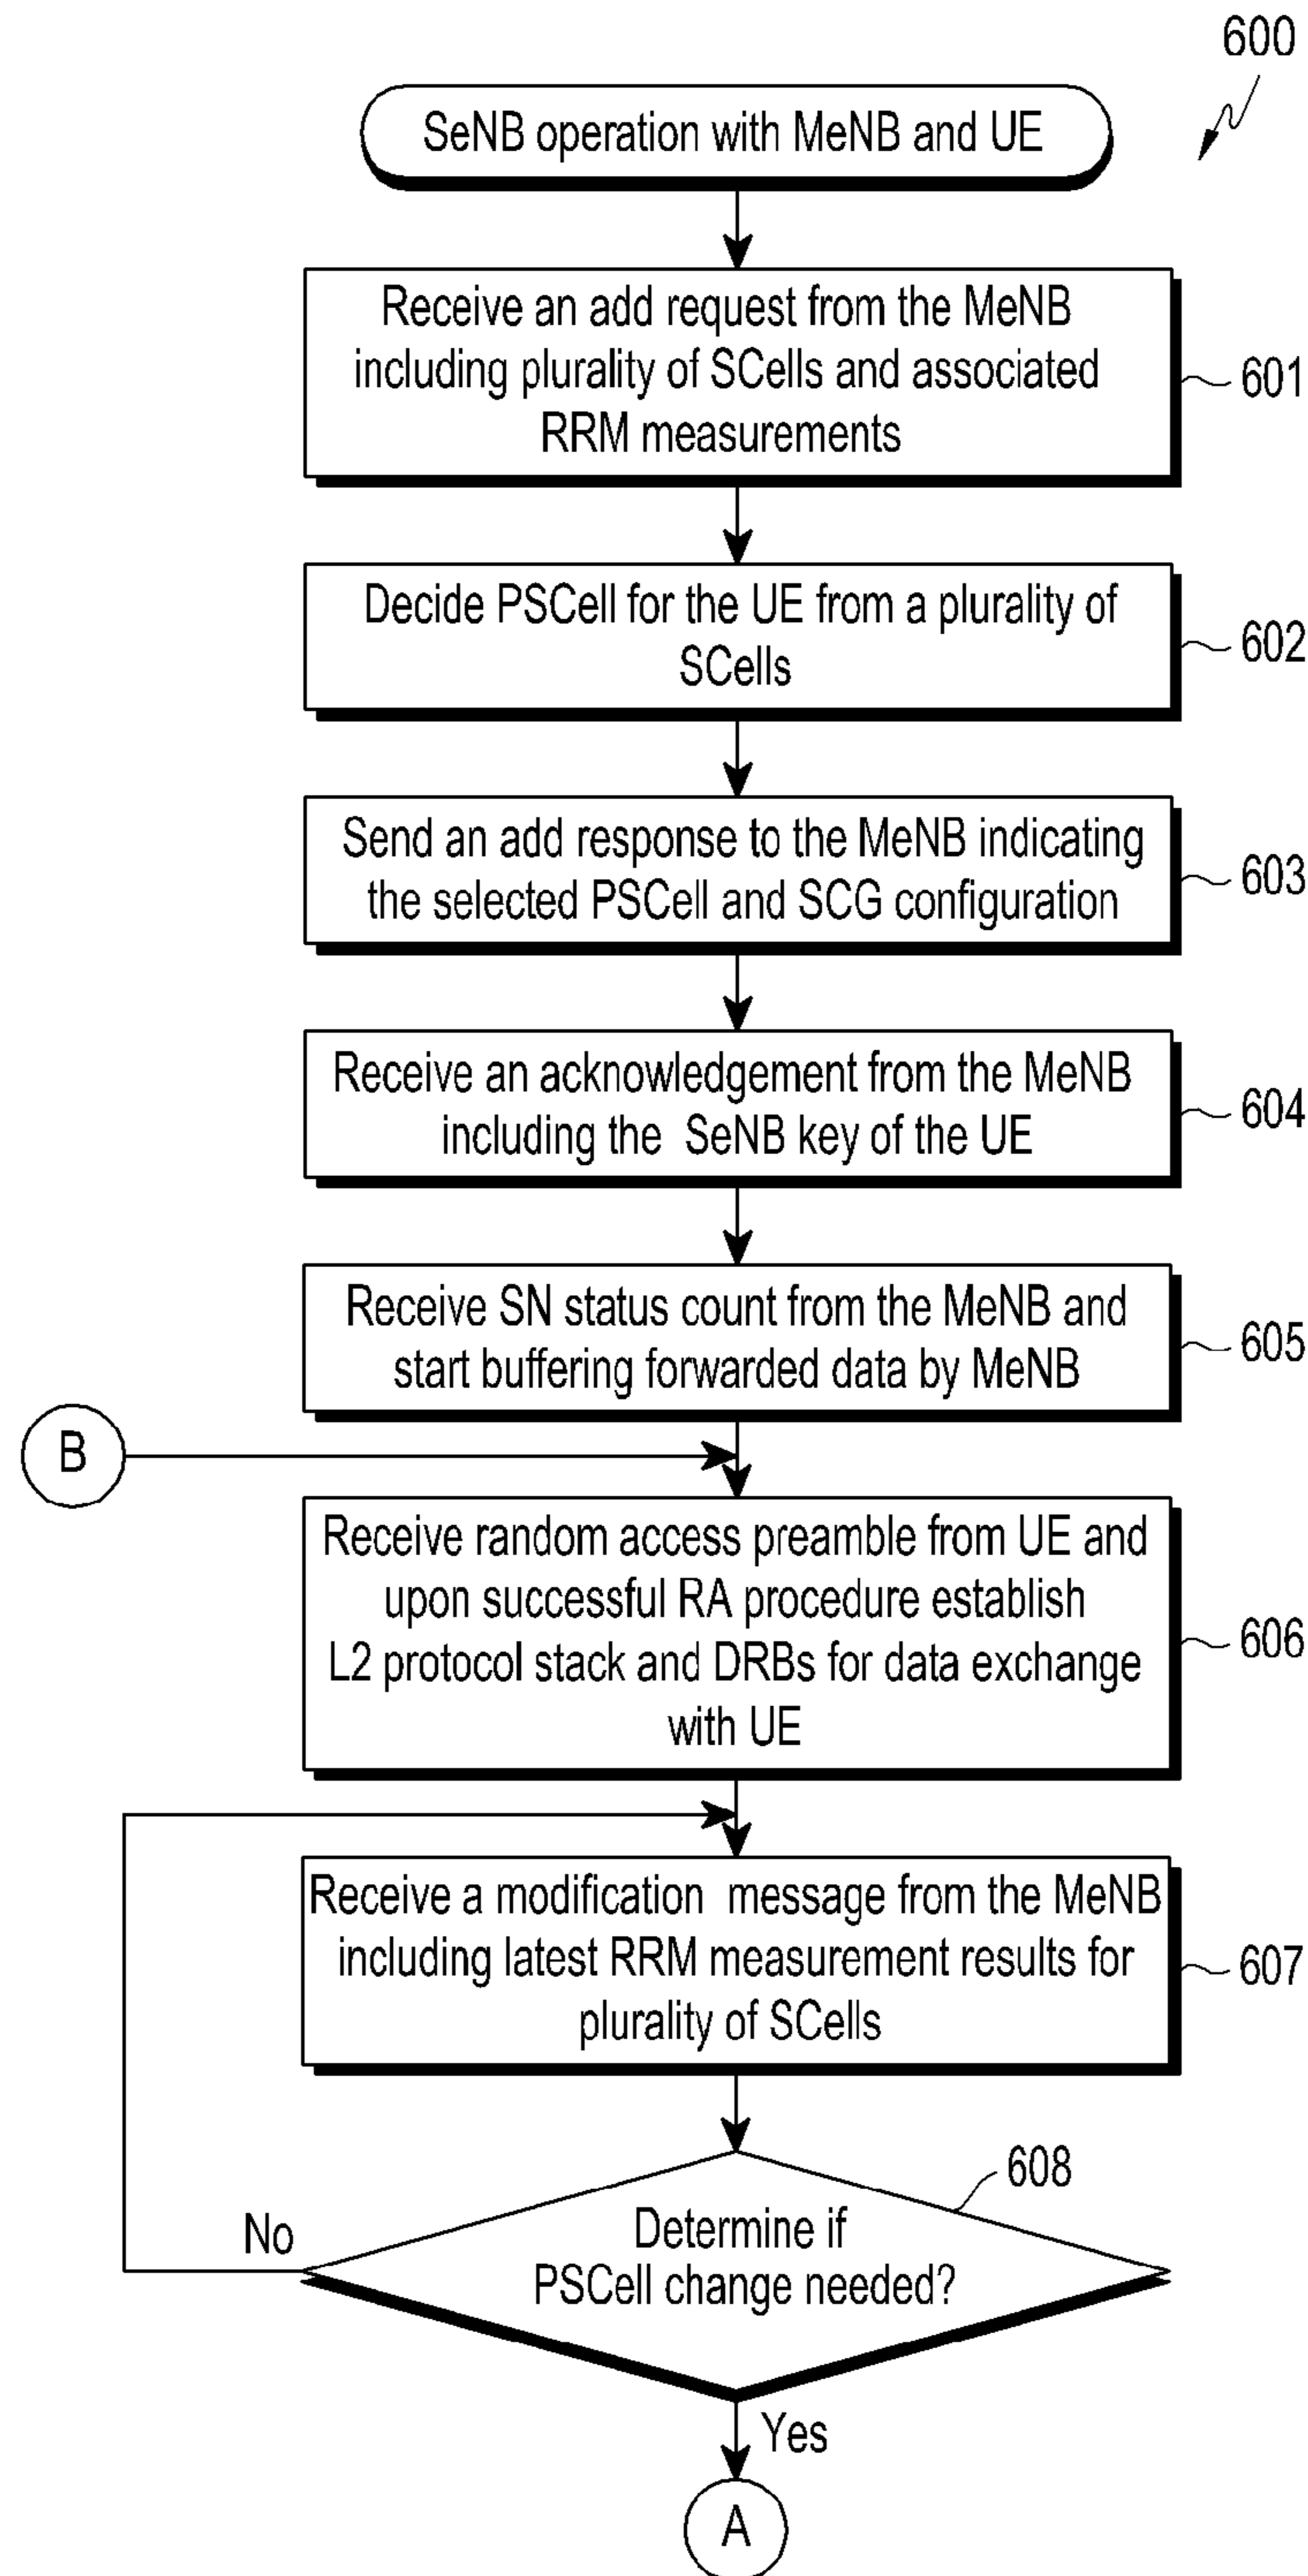 600
SeNB operation with MeNB and UE
Receive an add request from the MeNB
including plurality of SCells and associated
RRM measurements
601
Decide PSCell for the UE from a plurality of
SCells
602
Send an add response to the MeNB indicating
the selected PSCell and SCG configuration
603
Receive an acknowledgement from the MeNB
including the SeNB key of the UE
604
Receive SN status count from the MeNB and
start buffering forwarded data by MeNB
605
B
Receive random access preamble from UE and
upon successful RA procedure establish
L2 protocol stack and DRBs for data exchange
with UE
606
Receive a modification message from the MeNB
including latest RRM measurement results for
plurality of SCells
607
608
Determine if
PSCell change needed?
No
Yes
A